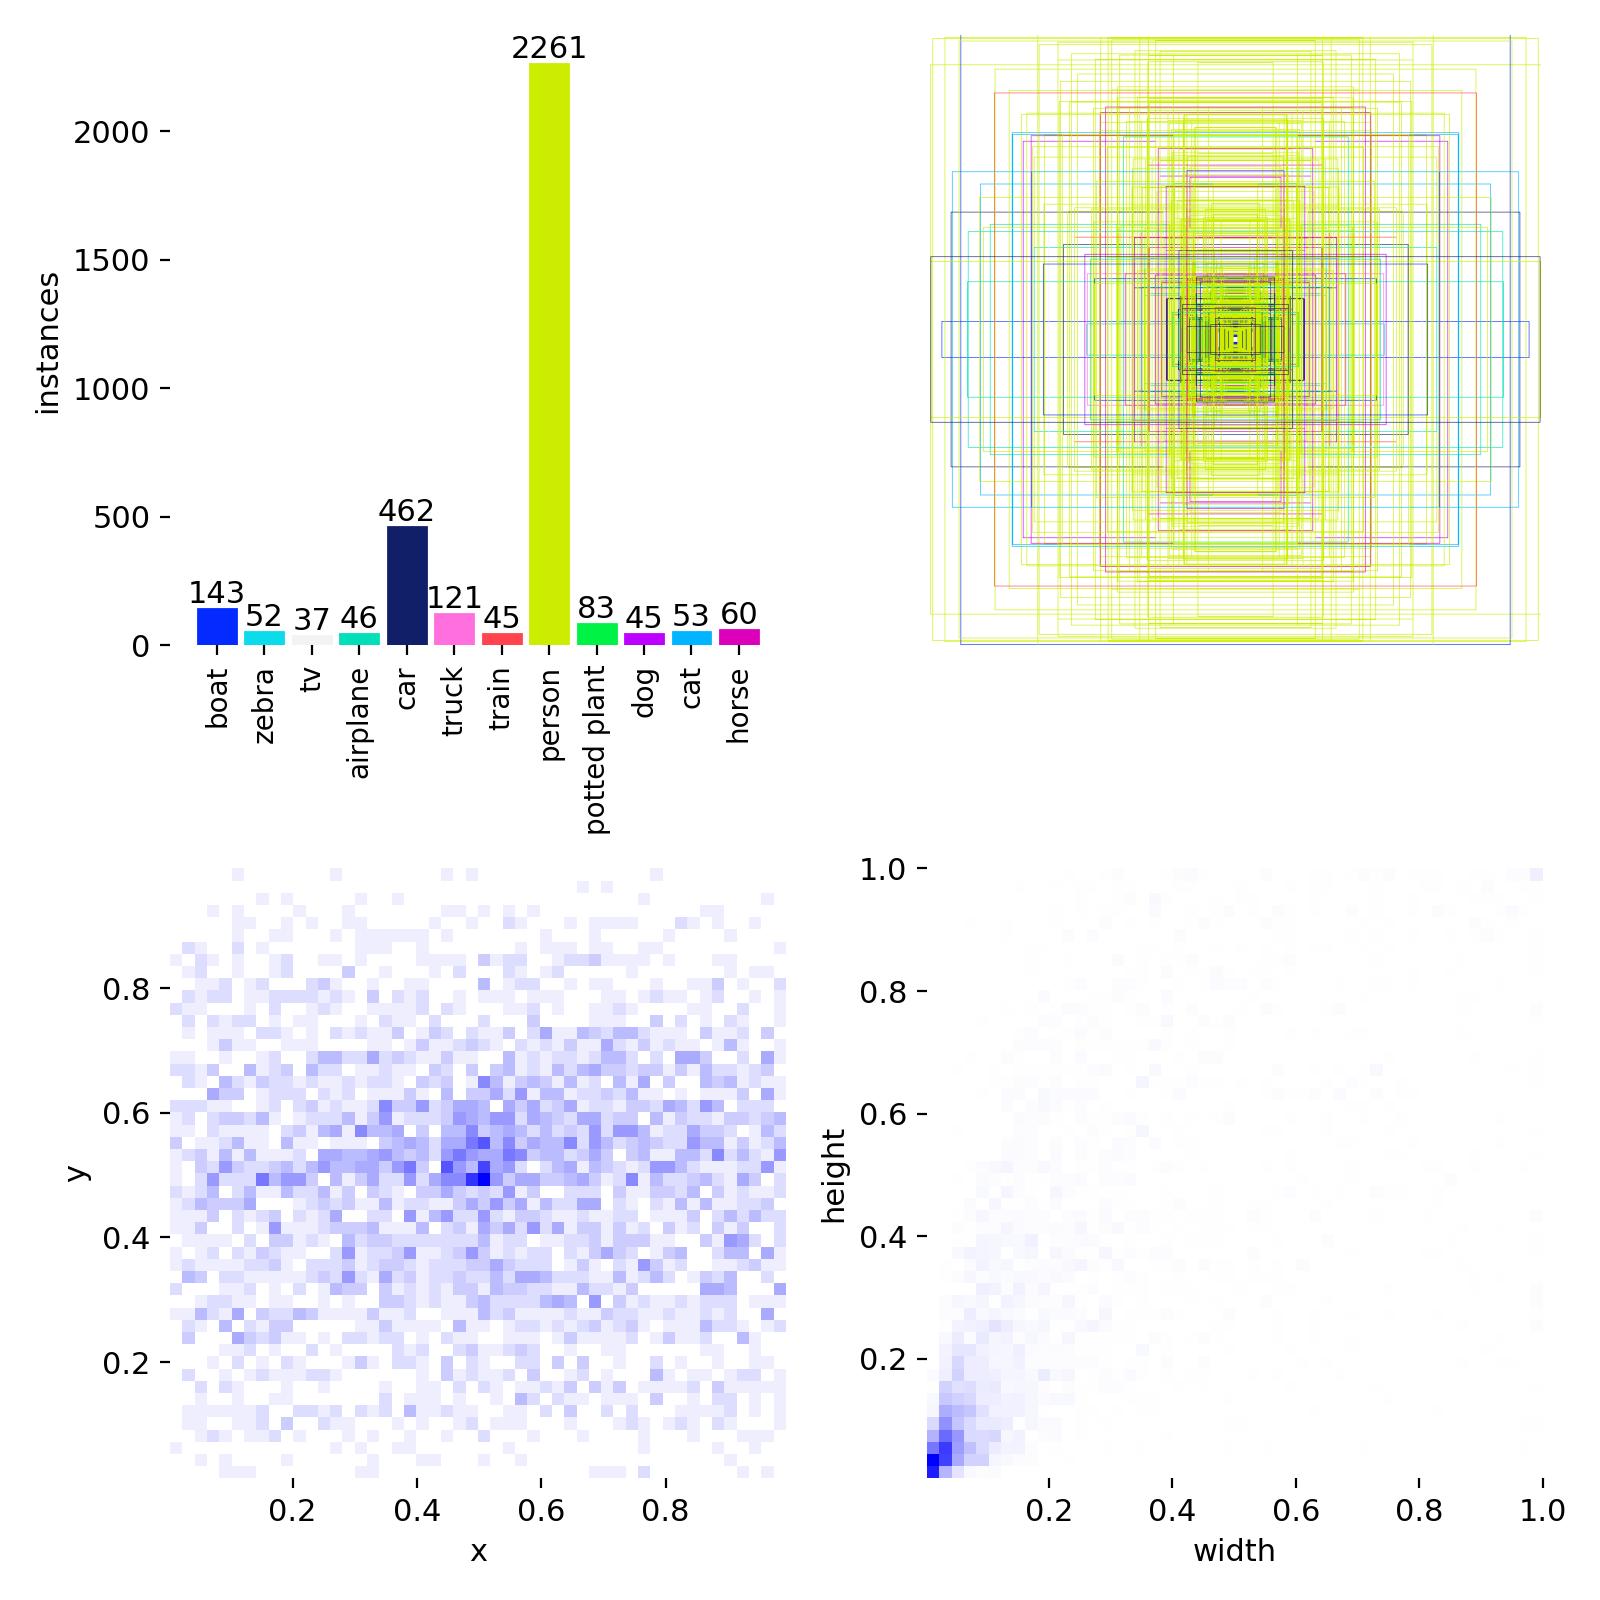 2261
2000
1500
1000
500
0
instances
143
52
37
46
462
121
45
2261
83
45
53
60
boat
zebra
tv
airplane
car
truck
train
person
potted plant
dog
cat
horse
0.8
0.6
0.4
0.2
y
0.2 0.4 0.6 0.8
x
1.0
0.8
0.6
0.4
0.2
height
0.2 0.4 0.6 0.8 1.0
width